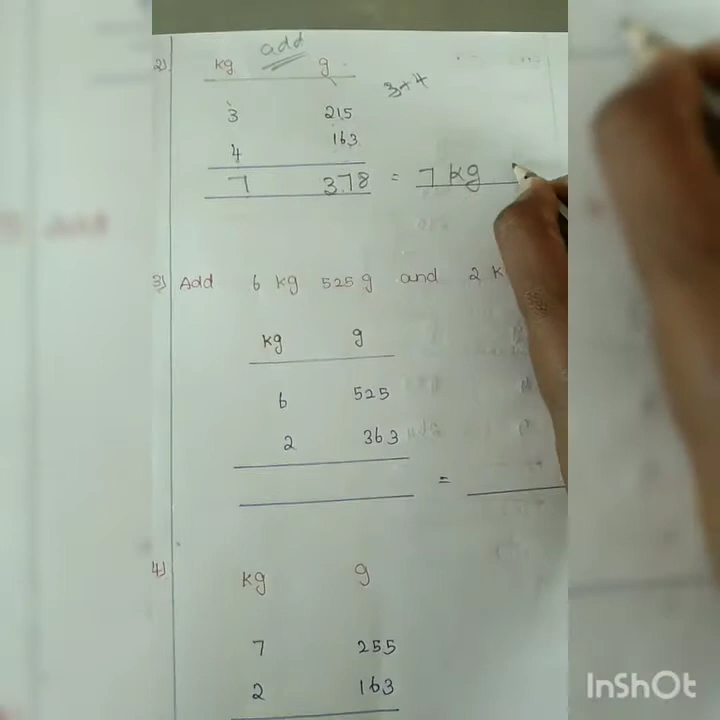 2) kg add g
3 215 3+4
4 163
7 378 = 7 kg
3) Add 6 kg 525 g and 2 k
kg g
6 525
2 363
=
4) kg g
7 255
2 163
InShOt